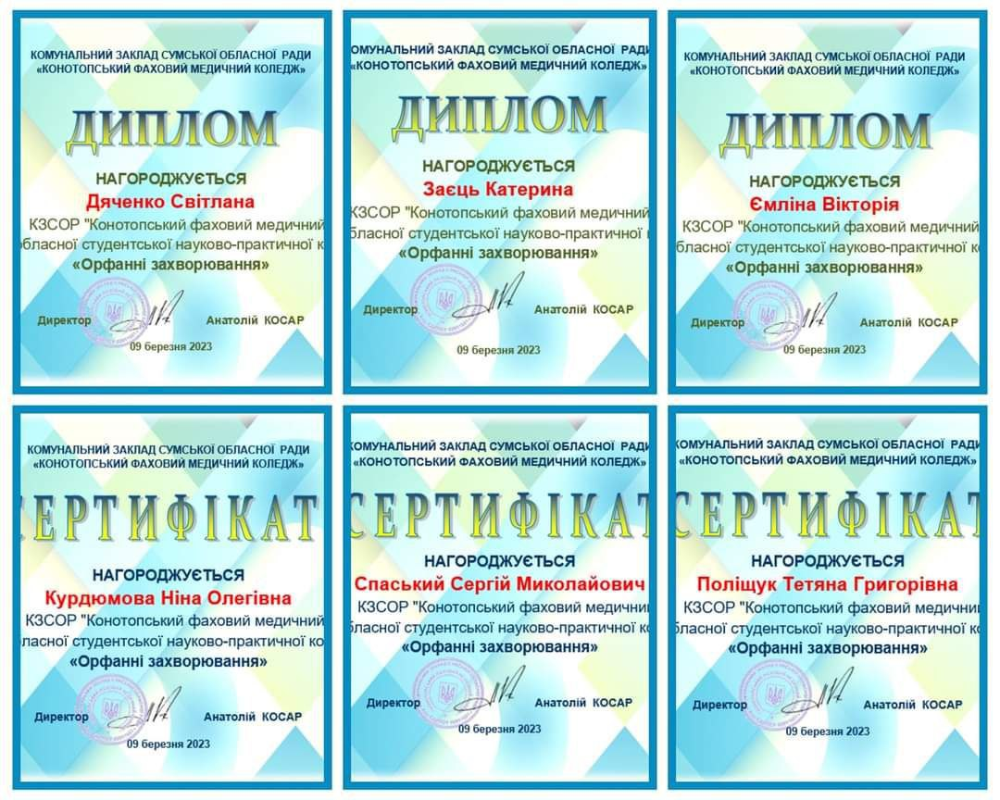 КОМУНАЛЬНИЙ ЗАКЛАД СУМСЬКОЇ ОБЛАСНОЇ РАДИ
«КОНОТОПСЬКИЙ ФАХОВИЙ МЕДИЧНИЙ КОЛЕДЖ»
ДИПЛОМ
НАГОРОДЖУЄТЬСЯ
Дяченко Світлана
КЗСОР "Конотопський фаховий медичний
бласної студентської науково-практичної к
«Орфанні захворювання»
Директор Анатолій КОСАР
09 березня 2023
ОМУНАЛЬНИЙ ЗАКЛАД СУМСЬКОЇ ОБЛАСНОЇ РАДИ
«КОНОТОПСЬКИЙ ФАХОВИЙ МЕДИЧНИЙ КОЛЕДЖ»
ДИПЛОМ
НАГОРОДЖУЄТЬСЯ
Заєць Катерина
КЗСОР "Конотопський фаховий медичний
бласної студентської науково-практичної
«Орфанні захворювання»
Директор Анатолій КОСАР
09 березня 2023
КОМУНАЛЬНИЙ ЗАКЛАД СУМСЬКОЇ ОБЛАСНОЇ РАДИ
«КОНОТОПСЬКИЙ ФАХОВИЙ МЕДИЧНИЙ КОЛЕДЖ»
ДИПЛОМ
НАГОРОДЖУЄТЬСЯ
Ємліна Вікторія
КЗСОР "Конотопський фаховий медичний
бласної студентської науково-практичної ко
«Орфанні захворювання»
Директор Анатолій КОСАР
09 березня 2023
КОМУНАЛЬНИЙ ЗАКЛАД СУМСЬКОЇ ОБЛАСНОЇ РАДИ
«КОНОТОПСЬКИЙ ФАХОВИЙ МЕДИЧНИЙ КОЛЕДЖ»
СЕРТИФІКАТ
НАГОРОДЖУЄТЬСЯ
Курдюмова Ніна Олегівна
КЗСОР "Конотопський фаховий медичний
ласної студентської науково-практичної ко
«Орфанні захворювання»
Директор Анатолій КОСАР
09 березня 2023
КОМУНАЛЬНИЙ ЗАКЛАД СУМСЬКОЇ ОБЛАСНОЇ РАДИ
«КОНОТОПСЬКИЙ ФАХОВИЙ МЕДИЧНИЙ КОЛЕДЖ»
СЕРТИФІКАТ
НАГОРОДЖУЄТЬСЯ
Спаський Сергій Миколайович
КЗСОР "Конотопський фаховий медични
бласної студентської науково-практичної ко
«Орфанні захворювання»
Директор Анатолій КОСАР
09 березня 2023
КОМУНАЛЬНИЙ ЗАКЛАД СУМСЬКОЇ ОБЛАСНОЇ РАДИ
«КОНОТОПСЬКИЙ ФАХОВИЙ МЕДИЧНИЙ КОЛЕДЖ»
СЕРТИФІКАТ
НАГОРОДЖУЄТЬСЯ
Поліщук Тетяна Григорівна
КЗСОР "Конотопський фаховий медични
бласної студентської науково-практичної ко
«Орфанні захворювання»
Директор Анатолій КОСАР
09 березня 2023